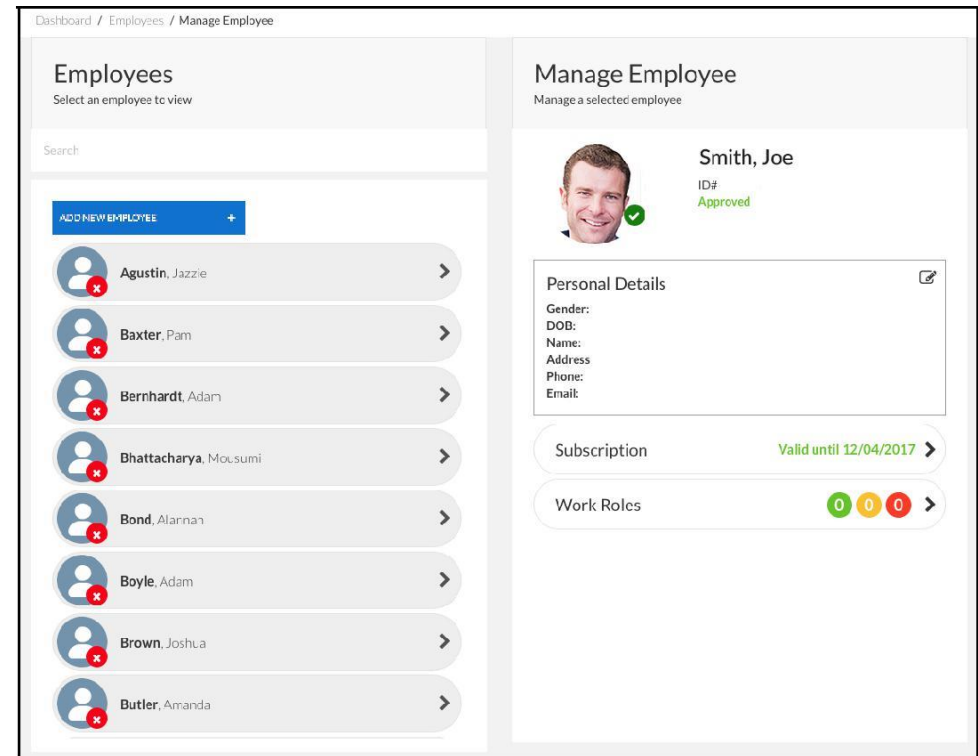 Dashboard / Employees / Manage Employee
Employees
Select an employee to view
Search
ADD NEW EMPLOYEE +
Agustin, Jazzie
Baxter, Pam
Bernhardt, Adam
Bhattacharya, Mousumi
Bond, Alannah
Boyle, Adam
Brown, Joshua
Butler, Amanda
Manage Employee
Manage a selected employee
Smith, Joe
ID#
Approved
Personal Details
Gender:
DOB:
Name:
Address
Phone:
Email:
Subscription Valid until 12/04/2017
Work Roles 0 0 0